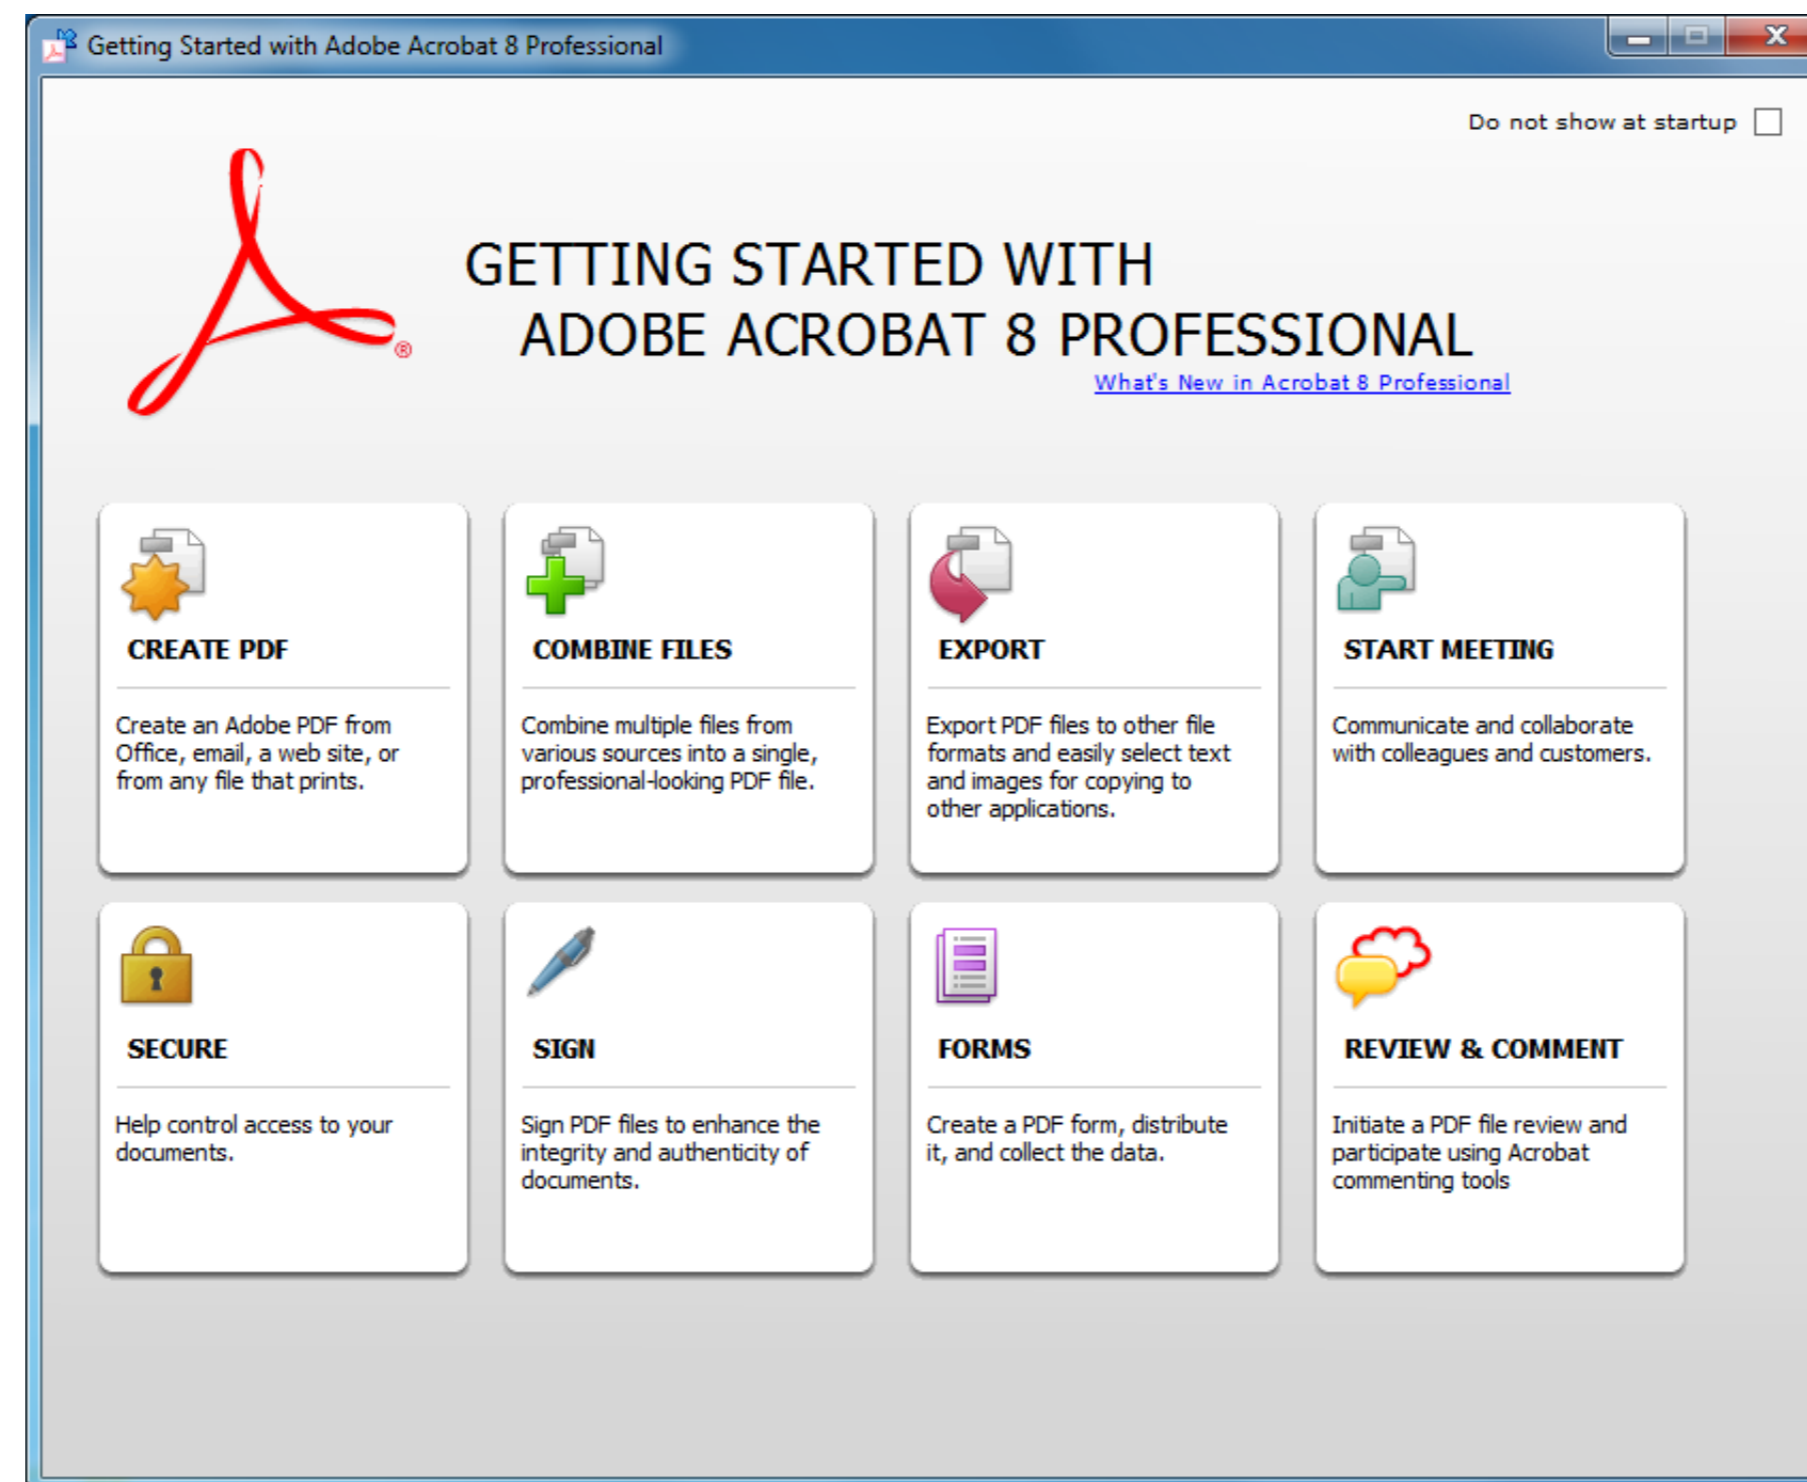 Getting Started with Adobe Acrobat 8 Professional
Do not show at startup
GETTING STARTED WITH
ADOBE ACROBAT 8 PROFESSIONAL
®
What's New in Acrobat 8 Professional
CREATE PDF
Create an Adobe PDF from
Office, email, a web site, or
from any file that prints.
COMBINE FILES
Combine multiple files from
various sources into a single,
professional-looking PDF file.
EXPORT
Export PDF files to other file
formats and easily select text
and images for copying to
other applications.
START MEETING
Communicate and collaborate
with colleagues and customers.
SECURE
Help control access to your
documents.
SIGN
Sign PDF files to enhance the
integrity and authenticity of
documents.
FORMS
Create a PDF form, distribute
it, and collect the data.
REVIEW & COMMENT
Initiate a PDF file review and
participate using Acrobat
commenting tools